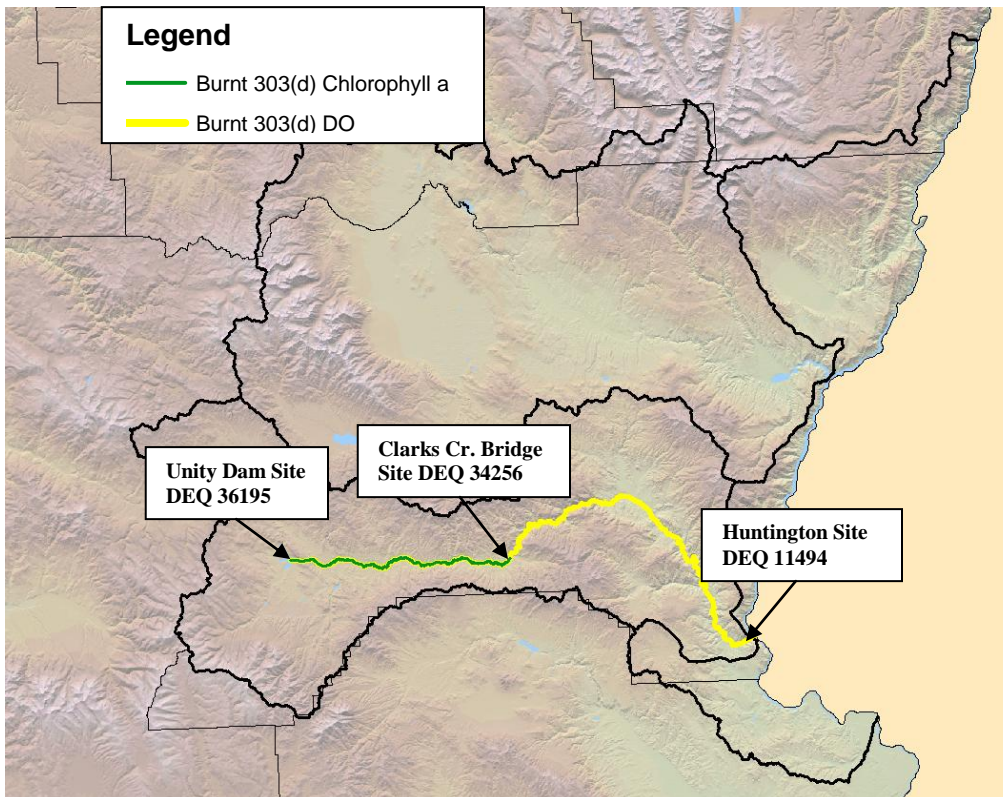 Legend
Burnt 303(d) Chlorophyll a
Burnt 303(d) DO
Clarks Cr. Bridge
Site DEQ 34256
Unity Dam Site
DEQ 36195
Huntington Site
DEQ 11494